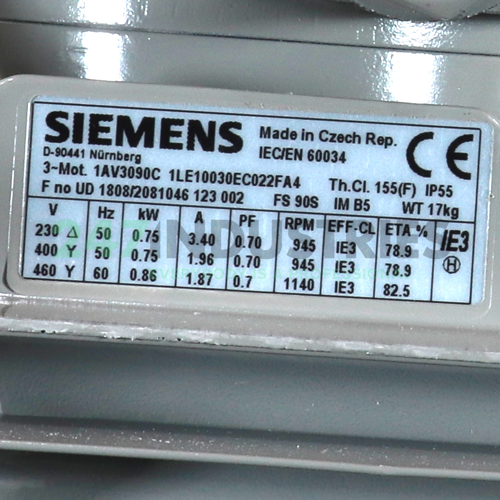 SIEMENS Made in Czech Rep. CE
D-90441 Nürnberg IEC/EN 60034
3~Mot. 1AV3090C 1LE10030EC022FA4 Th.Cl. 155(F) IP55
F no UD 1808/2081046 123 002 FS 90S IM B5 WT 17kg
V Hz kW A PF RPM EFF-CL ETA % IE3
230 Δ 50 0.75 3.40 0.70 945 IE3 78.9
400 Y 50 0.75 1.96 0.70 945 IE3 78.9 H
460 Y 60 0.86 1.87 0.7 1140 IE3 82.5
INDUSTRIES